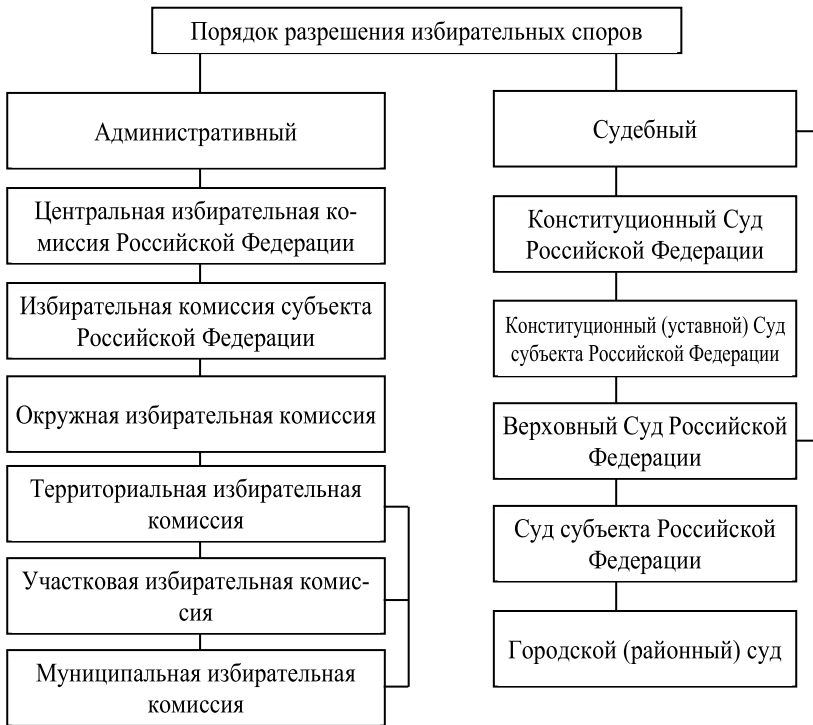 Порядок разрешения избирательных споров
Административный
Центральная избирательная ко-
миссия Российской Федерации
Избирательная комиссия субъекта
Российской Федерации
Окружная избирательная комиссия
Территориальная избирательная
комиссия
Участковая избирательная комис-
сия
Муниципальная избирательная
комиссия
Судебный
Конституционный Суд
Российской Федерации
Конституционный (уставной) Суд
субъекта Российской Федерации
Верховный Суд Российской
Федерации
Суд субъекта Российской
Федерации
Городской (районный) суд